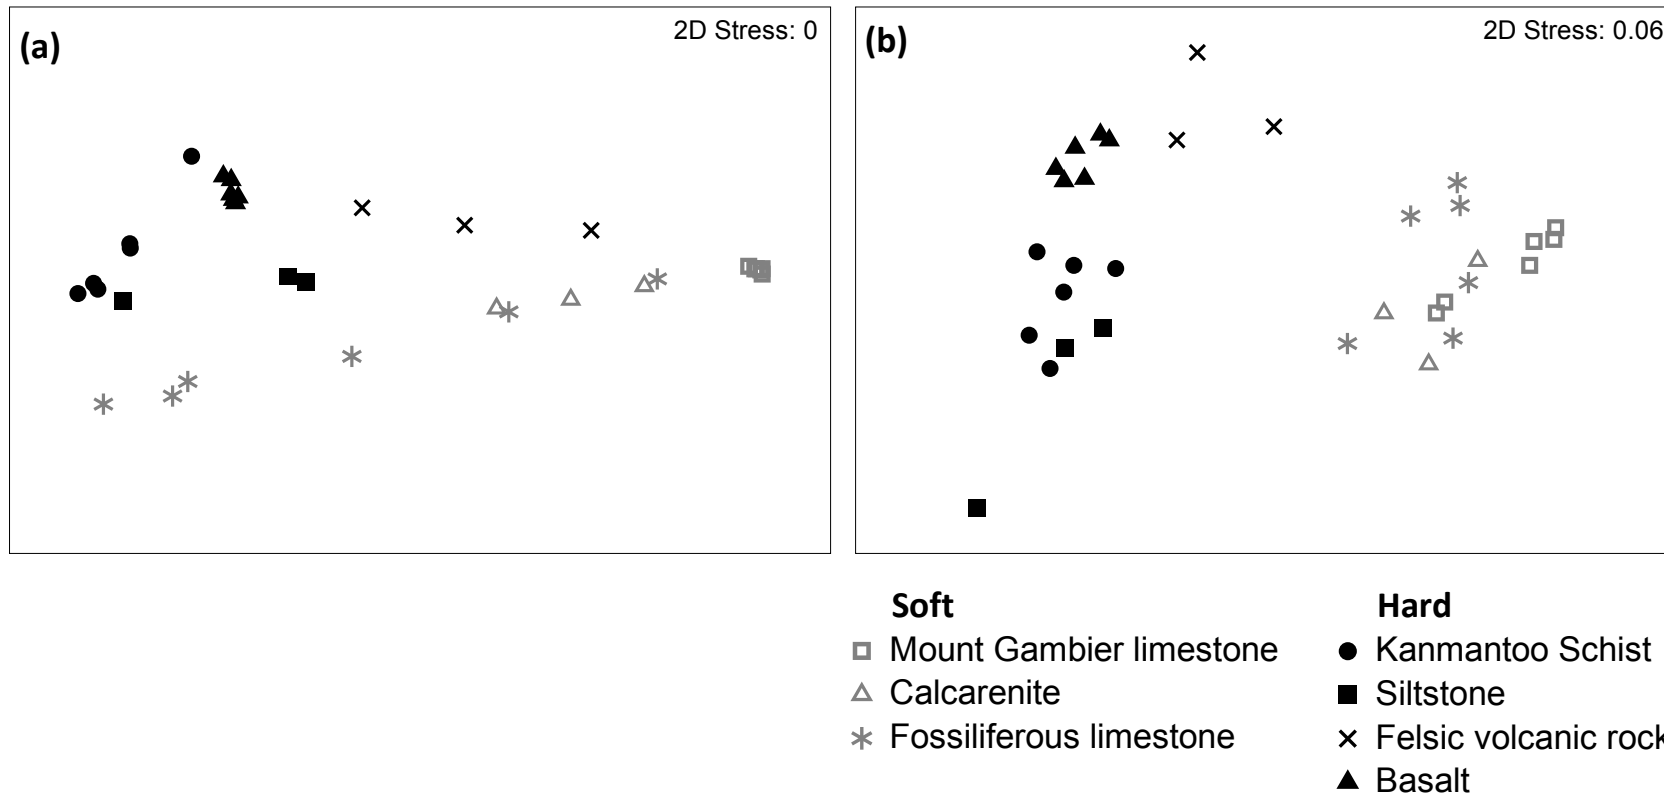 (a)
2D Stress: 0
(b)
2D Stress: 0.06
Soft
Mount Gambier limestone
Calcarenite
Fossiliferous limestone
Hard
Kanmantoo Schist
Siltstone
Felsic volcanic rock
Basalt